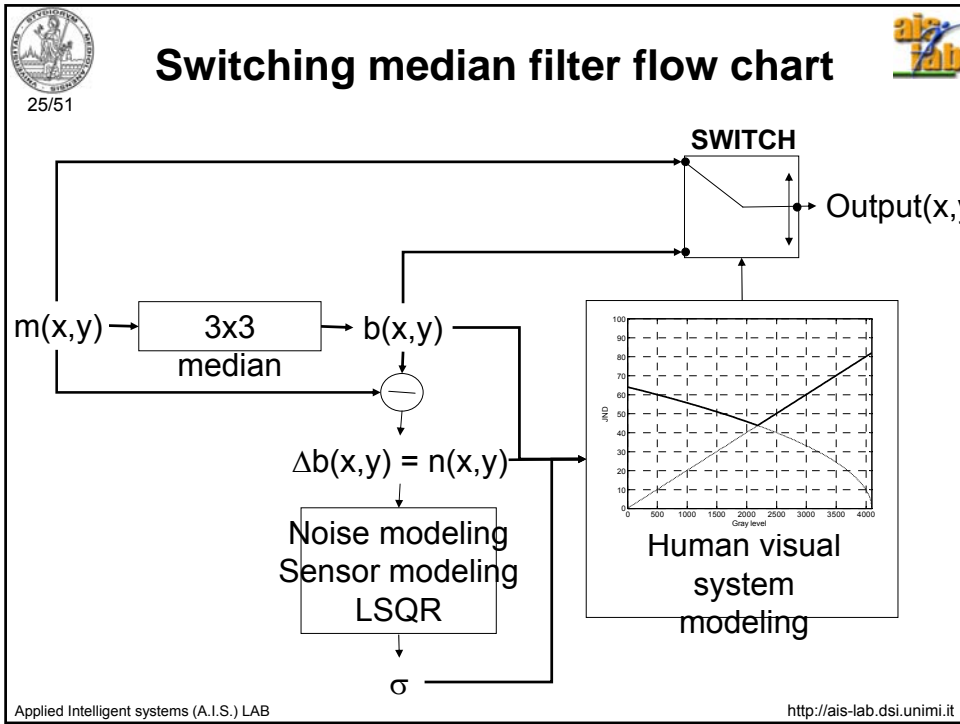 Switching median filter flow chart
ais
lab
25/51
SWITCH
Output(x,y
m(x,y)
3x3
median
b(x,y)
Δb(x,y) = n(x,y)
Noise modeling
Sensor modeling
LSQR
σ
100
90
80
70
60
50
40
30
20
10
0
JND
0 500 1000 1500 2000 2500 3000 3500 4000
Gray level
Human visual
system
modeling
Applied Intelligent systems (A.I.S.) LAB
http://ais-lab.dsi.unimi.it